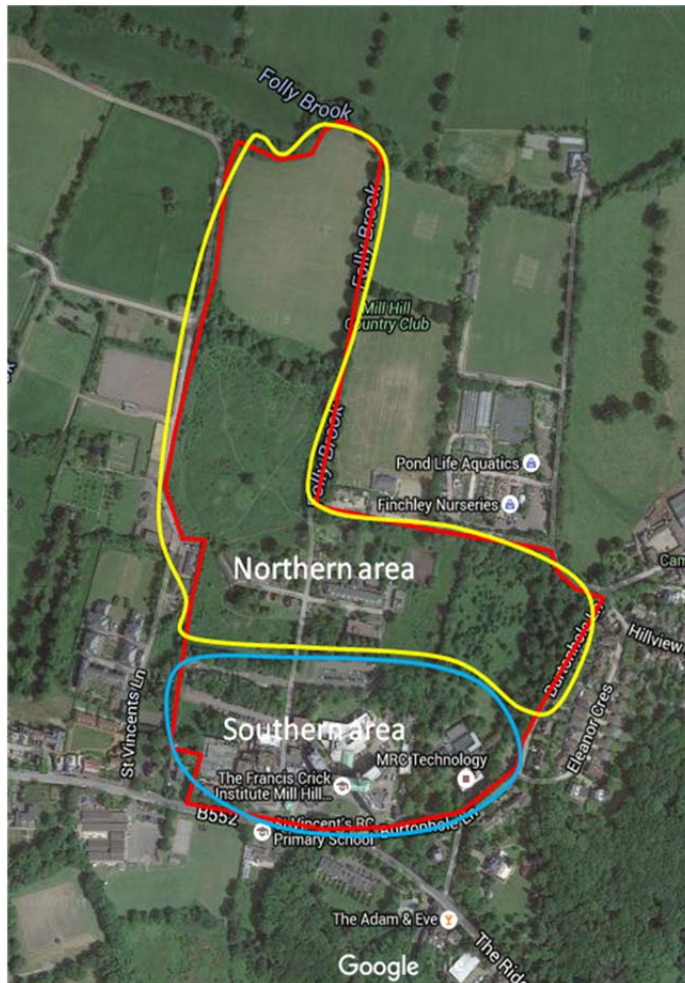 Folly Brook
Folly Brook
Mill Hill
Country Club
Folly Brook
Pond Life Aquatics
Finchley Nurseries
Cam
Northern area
Burtonhole Ln
Hillview
St Vincents Ln
Eleanor Cres
Southern area
MRC Technology
The Francis Crick
Institute Mill Hill...
B552
St Vincent's RC
Primary School
Burtonhole Ln
The Adam & Eve
The Ridg
Google